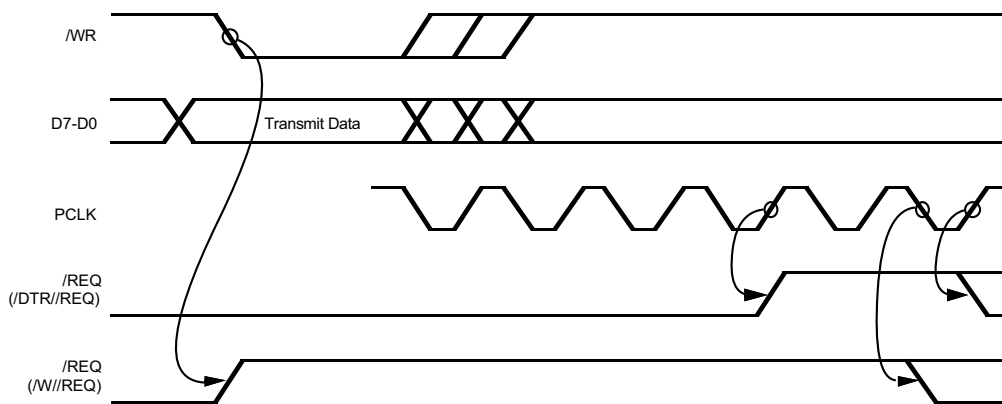 /WR
D7-D0
Transmit Data
PCLK
/REQ
(/DTR//REQ)
/REQ
(/W//REQ)